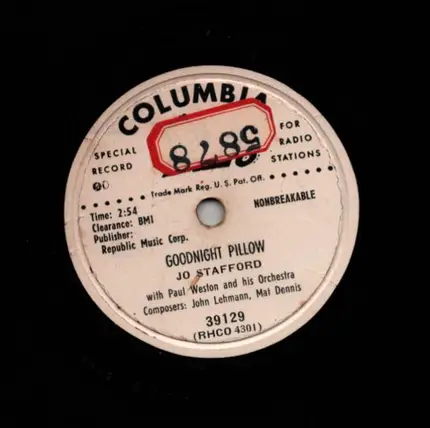 COLUMBIA
5878
SPECIAL
RECORD
FOR
RADIO
STATIONS
Trade Mark Reg. U. S. Pat. Off.
Time: 2:54
Clearance: BMI
Publisher:
Republic Music Corp.
NONBREAKABLE
GOODNIGHT PILLOW
JO STAFFORD
with Paul Weston and his Orchestra
Composers: John Lehmann, Mat Dennis
39129
(RHCO 4301)